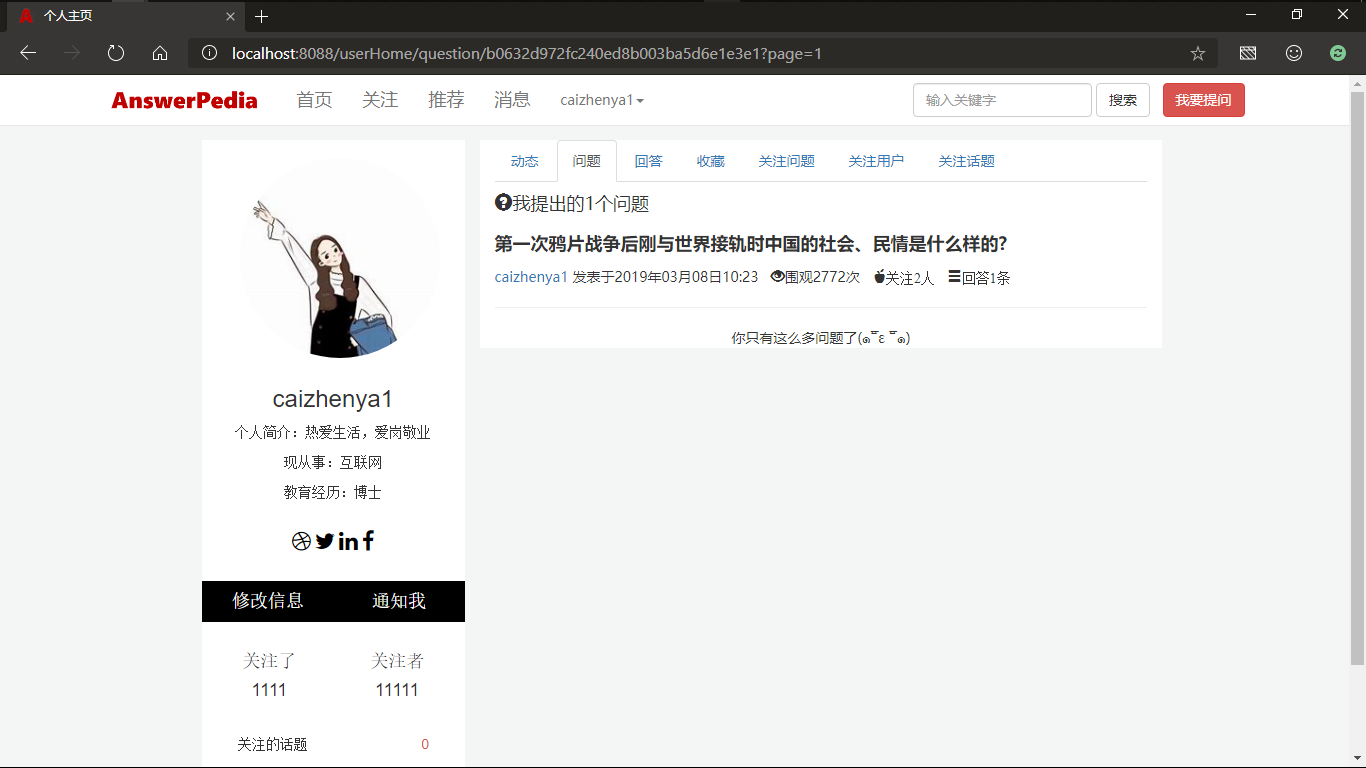 个人主页
localhost:8088/userHome/question/b0632d972fc240ed8b003ba5d6e1e3e1?page=1
AnswerPedia 首页 关注 推荐 消息 caizhenya1 输入关键字 搜索 我要提问
动态 问题 回答 收藏 关注问题 关注用户 关注话题
我提出的1个问题
第一次鸦片战争后刚与世界接轨时中国的社会、民情是什么样的?
caizhenya1 发表于2019年03月08日10:23 围观2772次 关注2人 回答1条
你只有这么多问题了(๑ ̄ ̄ε  ̄ ̄๑)
caizhenya1
个人简介：热爱生活，爱岗敬业
现从事：互联网
教育经历：博士
修改信息 通知我
关注了 关注者
1111 11111
关注的话题 0